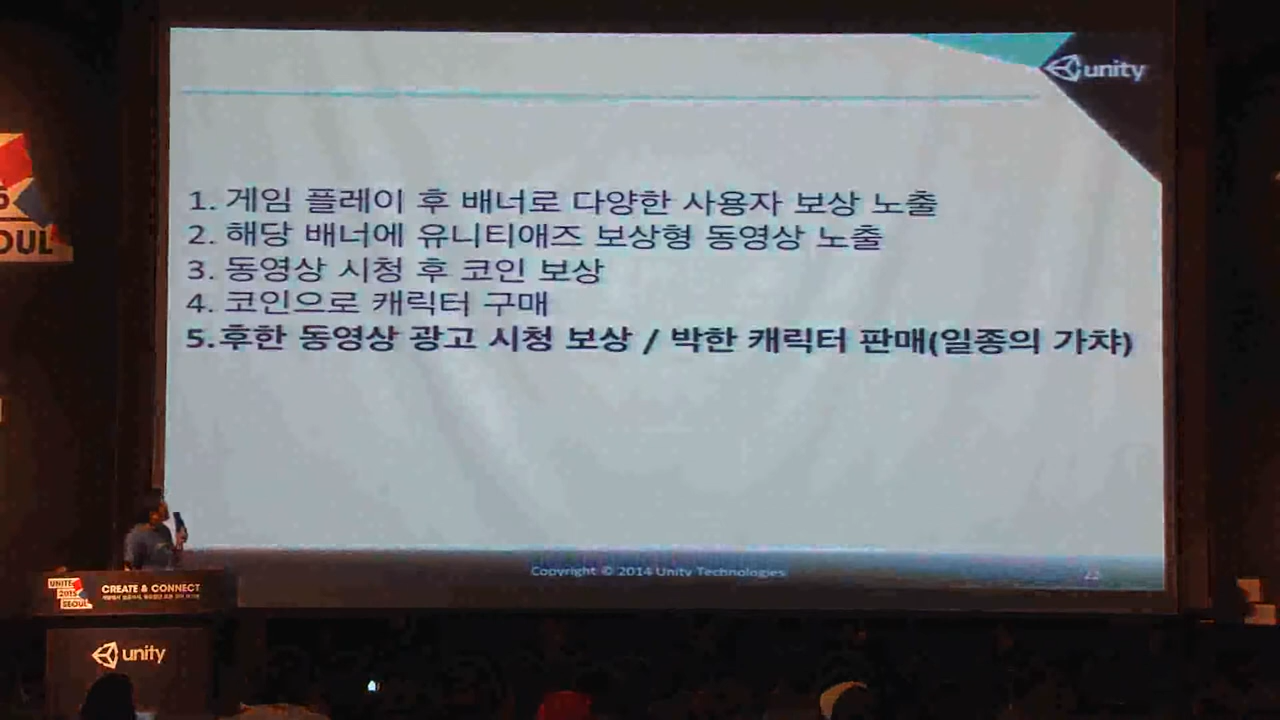 unity
1. 게임 플레이 후 배너로 다양한 사용자 보상 노출
2. 해당 배너에 유니티애즈 보상형 동영상 노출
3. 동영상 시청 후 코인 보상
4. 코인으로 캐릭터 구매
5.후한 동영상 광고 시청 보상 / 박한 캐릭터 판매(일종의 가챠)
Copyright © 2014 Unity Technologies
23
OUL
UNITE
2015
SEOUL
CREATE & CONNECT
unity